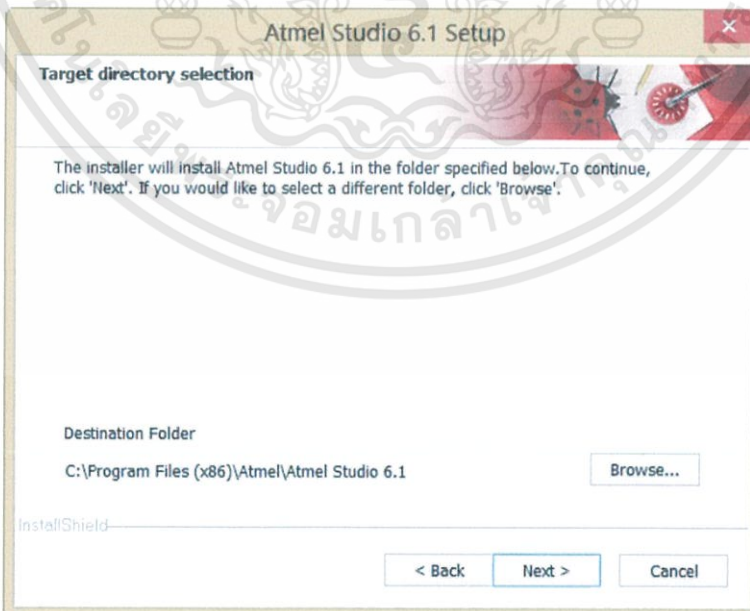 Atmel Studio 6.1 Setup
Target directory selection
The installer will install Atmel Studio 6.1 in the folder specified below.To continue,
click 'Next'. If you would like to select a different folder, click 'Browse'.
Destination Folder
C:\Program Files (x86)\Atmel\Atmel Studio 6.1
Browse...
InstallShield
< Back
Next >
Cancel